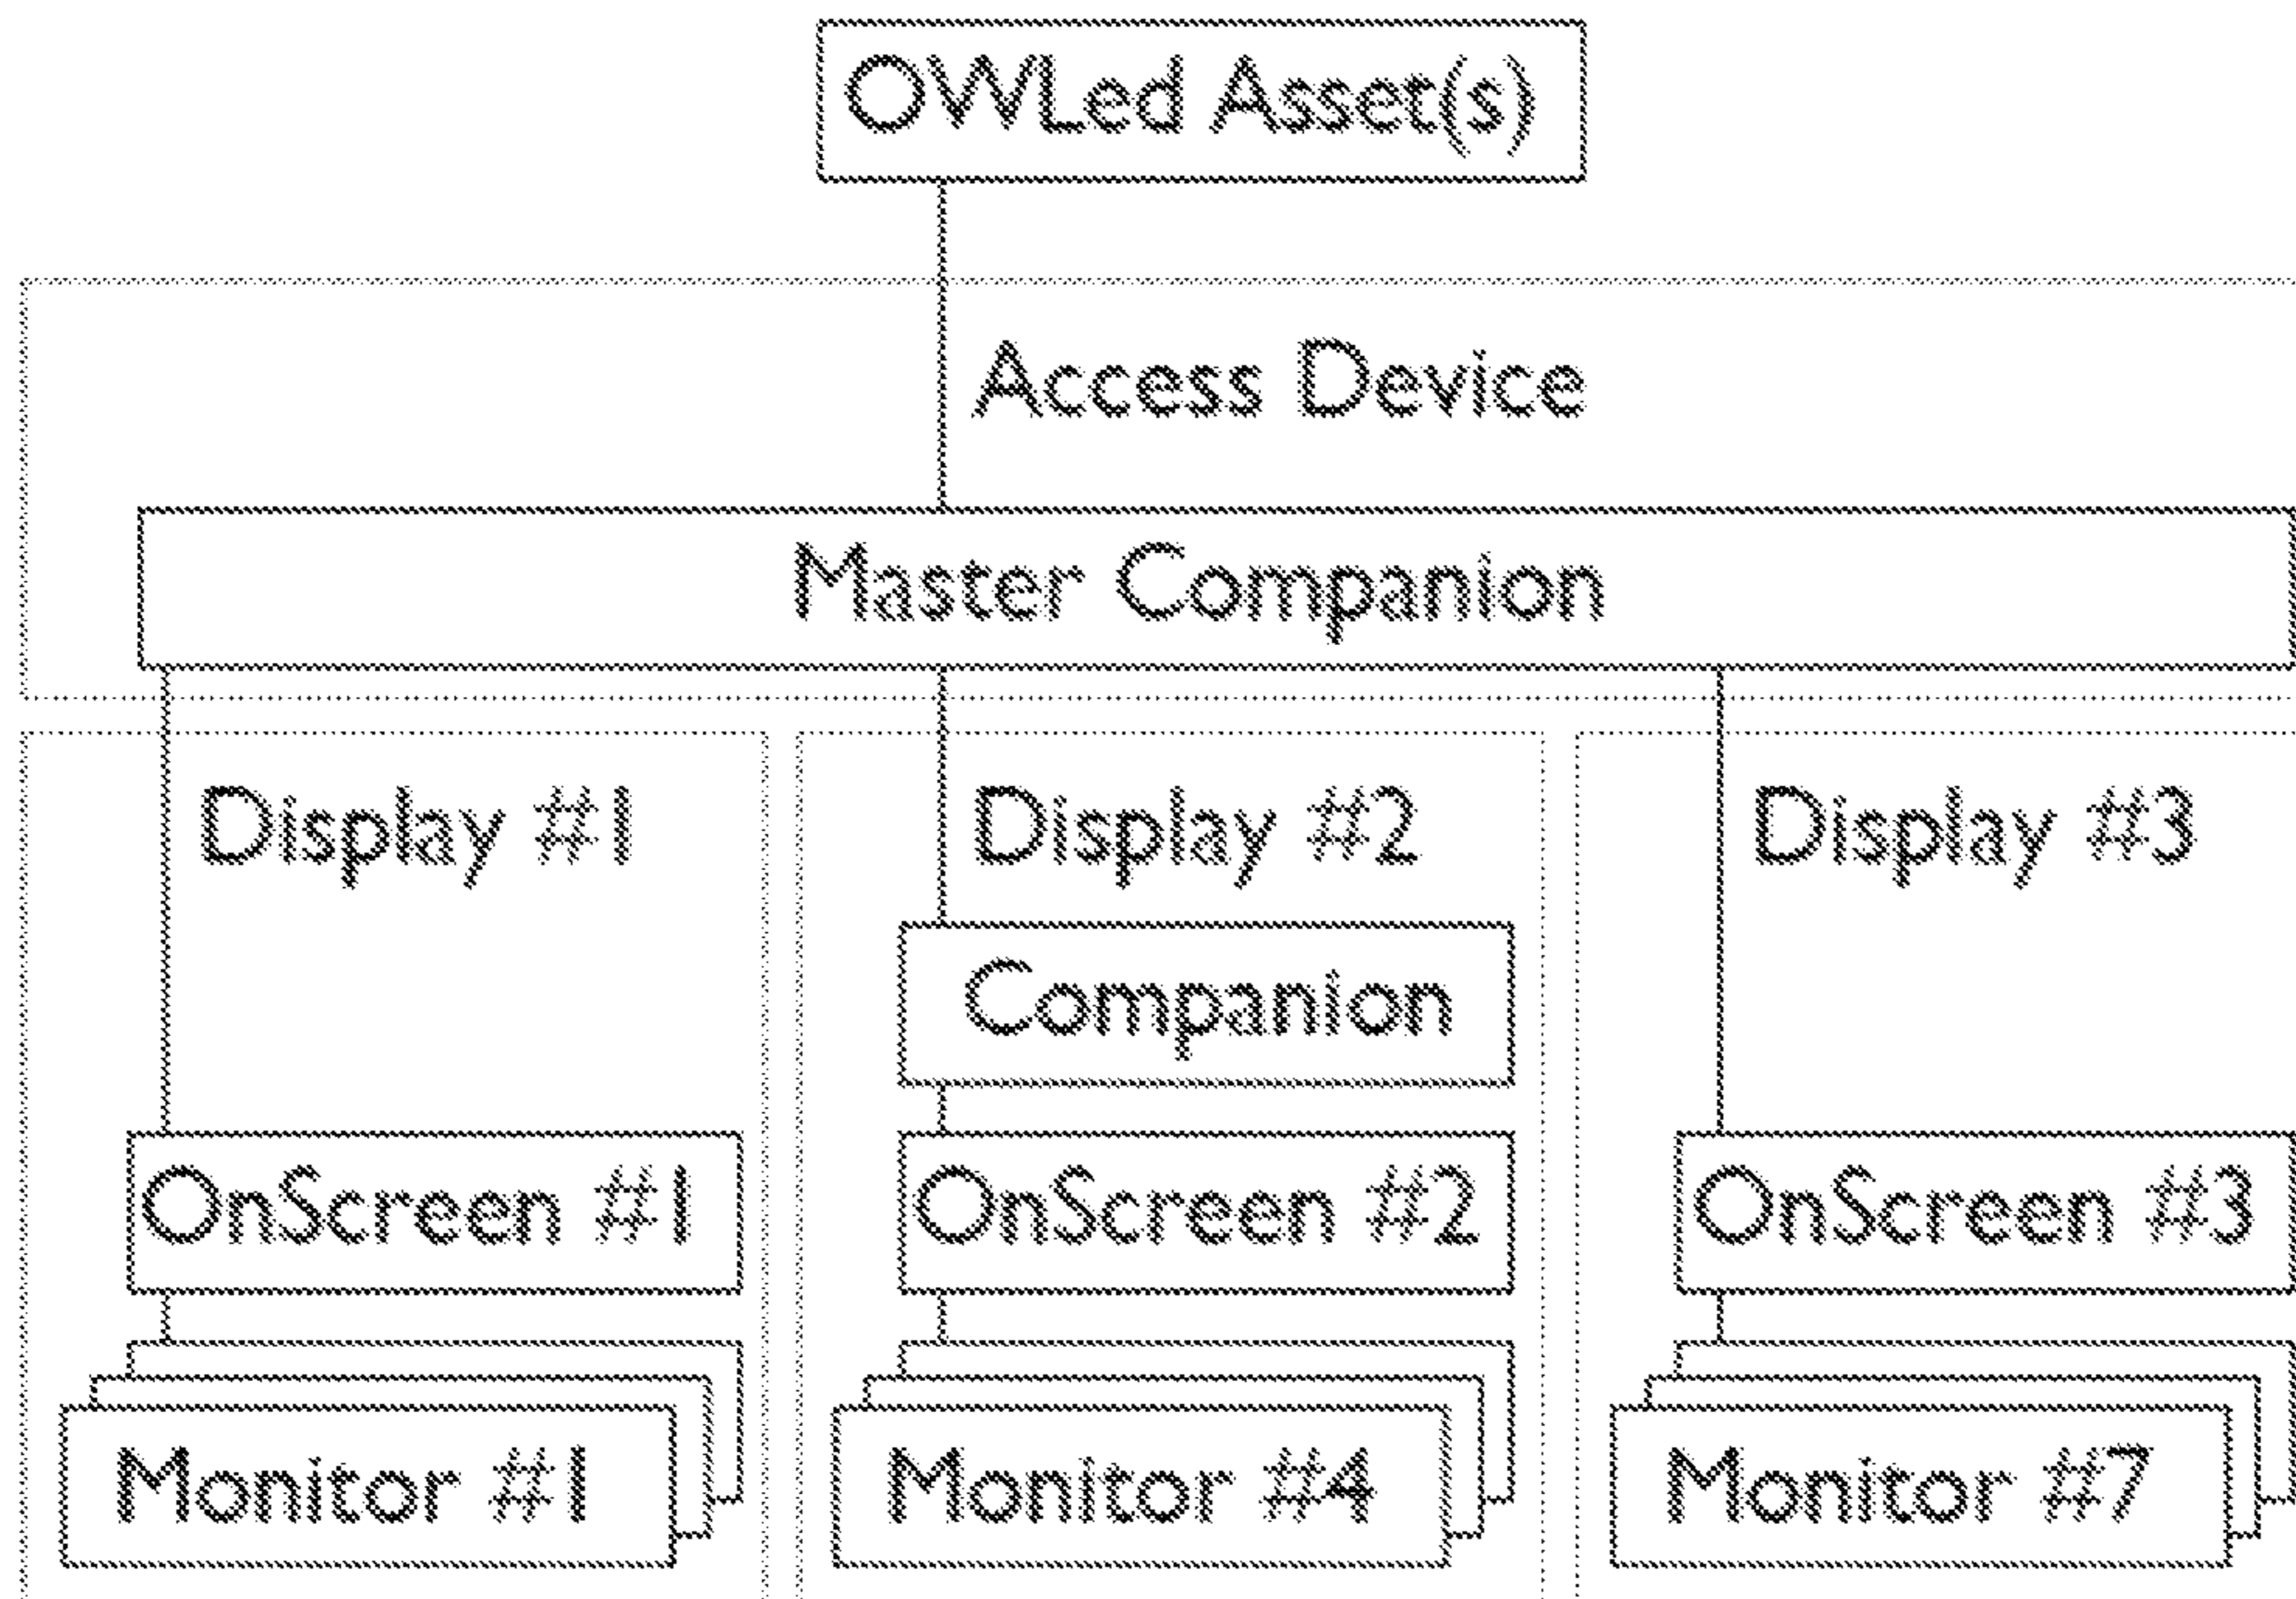 OWLed Asset(s)
Access Device
Master Companion
Display #1
Display #2
Display #3
Companion
OnScreen #1
OnScreen #2
OnScreen #3
Monitor #1
Monitor #4
Monitor #7